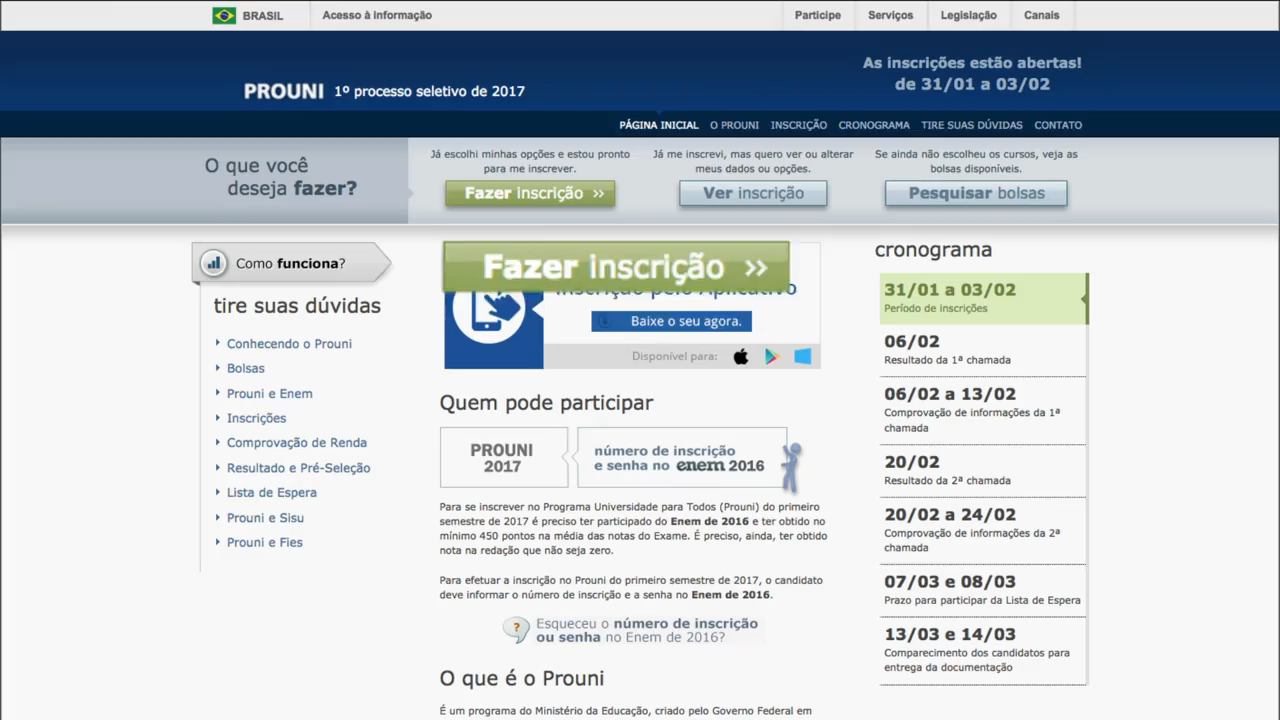 BRASIL
Acesso à informação
Participe
Serviços
Legislação
Canais
PROUNI 1º processo seletivo de 2017
As inscrições estão abertas!
de 31/01 a 03/02
PÁGINA INICIAL
O PROUNI
INSCRIÇÃO
CRONOGRAMA
TIRE SUAS DÚVIDAS
CONTATO
O que você
deseja fazer?
Já escolhi minhas opções e estou pronto
para me inscrever.
Fazer inscrição >>
Já me inscrevi, mas quero ver ou alterar
meus dados ou opções.
Ver inscrição
Se ainda não escolheu os cursos, veja as
bolsas disponíveis.
Pesquisar bolsas
Como funciona?
tire suas dúvidas
Conhecendo o Prouni
Bolsas
Prouni e Enem
Inscrições
Comprovação de Renda
Resultado e Pré-Seleção
Lista de Espera
Prouni e Sisu
Prouni e Fies
Fazer inscrição >>
Inscrição pelo Aplicativo
Baixe o seu agora.
Disponível para:
Quem pode participar
PROUNI
2017
número de inscrição
e senha no enem 2016
Para se inscrever no Programa Universidade para Todos (Prouni) do primeiro
semestre de 2017 é preciso ter participado do Enem de 2016 e ter obtido no
mínimo 450 pontos na média das notas do Exame. É preciso, ainda, ter obtido
nota na redação que não seja zero.
Para efetuar a inscrição no Prouni do primeiro semestre de 2017, o candidato
deve informar o número de inscrição e a senha no Enem de 2016.
? Esqueceu o número de inscrição
ou senha no Enem de 2016?
O que é o Prouni
É um programa do Ministério da Educação, criado pelo Governo Federal em
cronograma
31/01 a 03/02
Período de inscrições
06/02
Resultado da 1ª chamada
06/02 a 13/02
Comprovação de informações da 1ª
chamada
20/02
Resultado da 2ª chamada
20/02 a 24/02
Comprovação de informações da 2ª
chamada
07/03 e 08/03
Prazo para participar da Lista de Espera
13/03 e 14/03
Comparecimento dos candidatos para
entrega da documentação